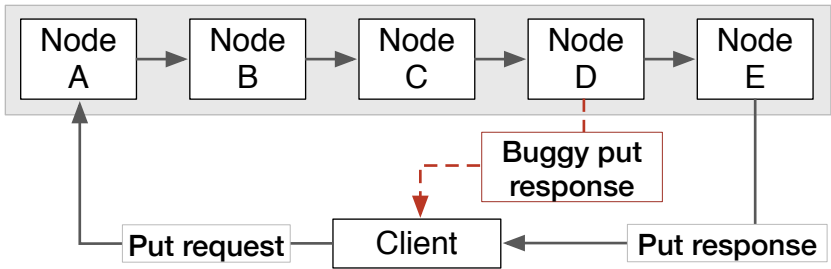 Node
A
Node
B
Node
C
Node
D
Node
E
Buggy put
response
Put request
Client
Put response